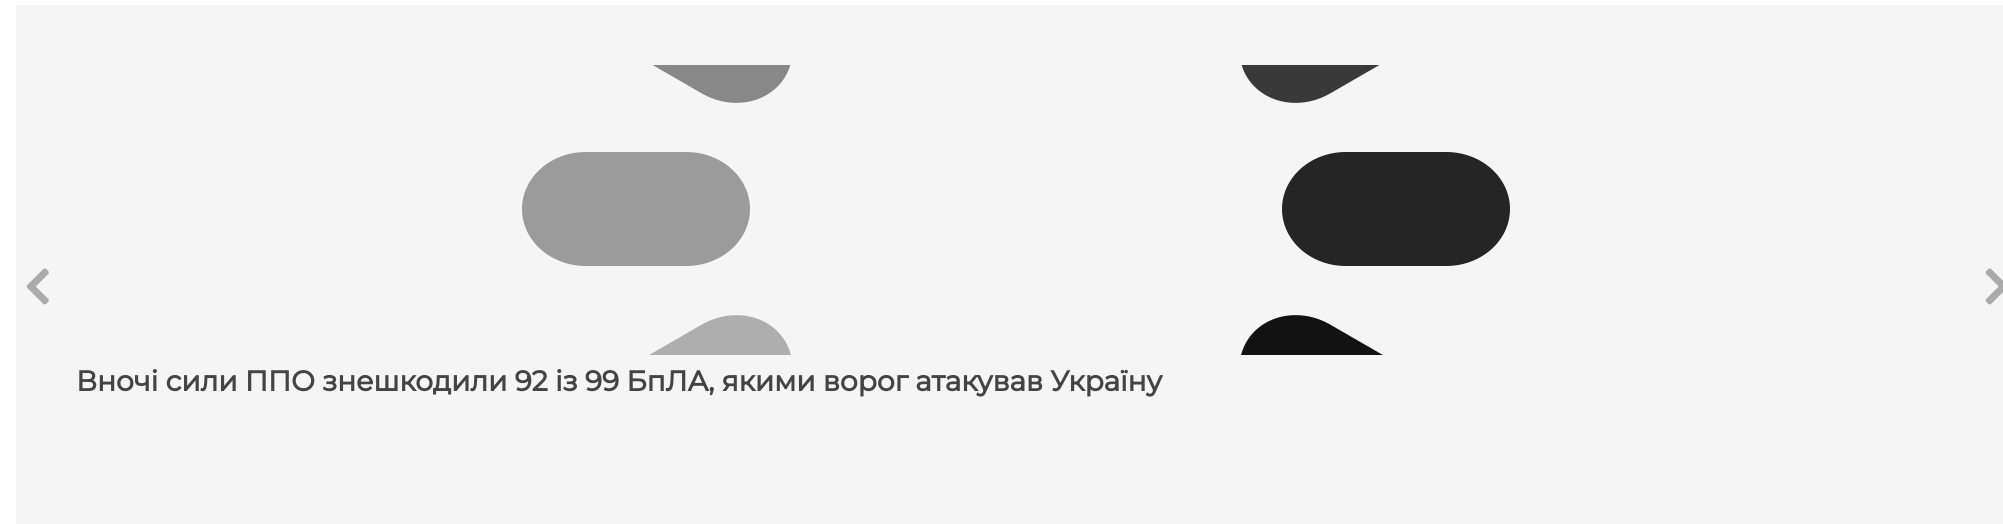 Вночі сили ППО знешкодили 92 із 99 БпЛА, якими ворог атакував Україну